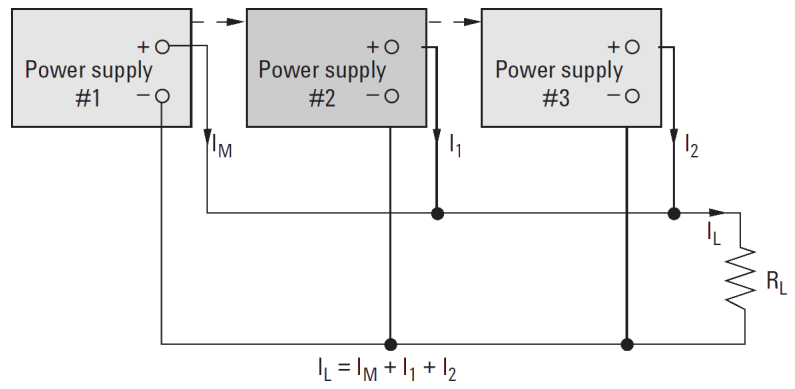 +
Power supply
#1 −
+
Power supply
#2 −
+
Power supply
#3 −
I_M
I_1
I_2
I_L
R_L
I_L = I_M + I_1 + I_2